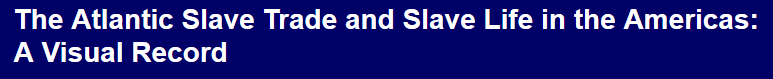 The Atlantic Slave Trade and Slave Life in the Americas:
A Visual Record